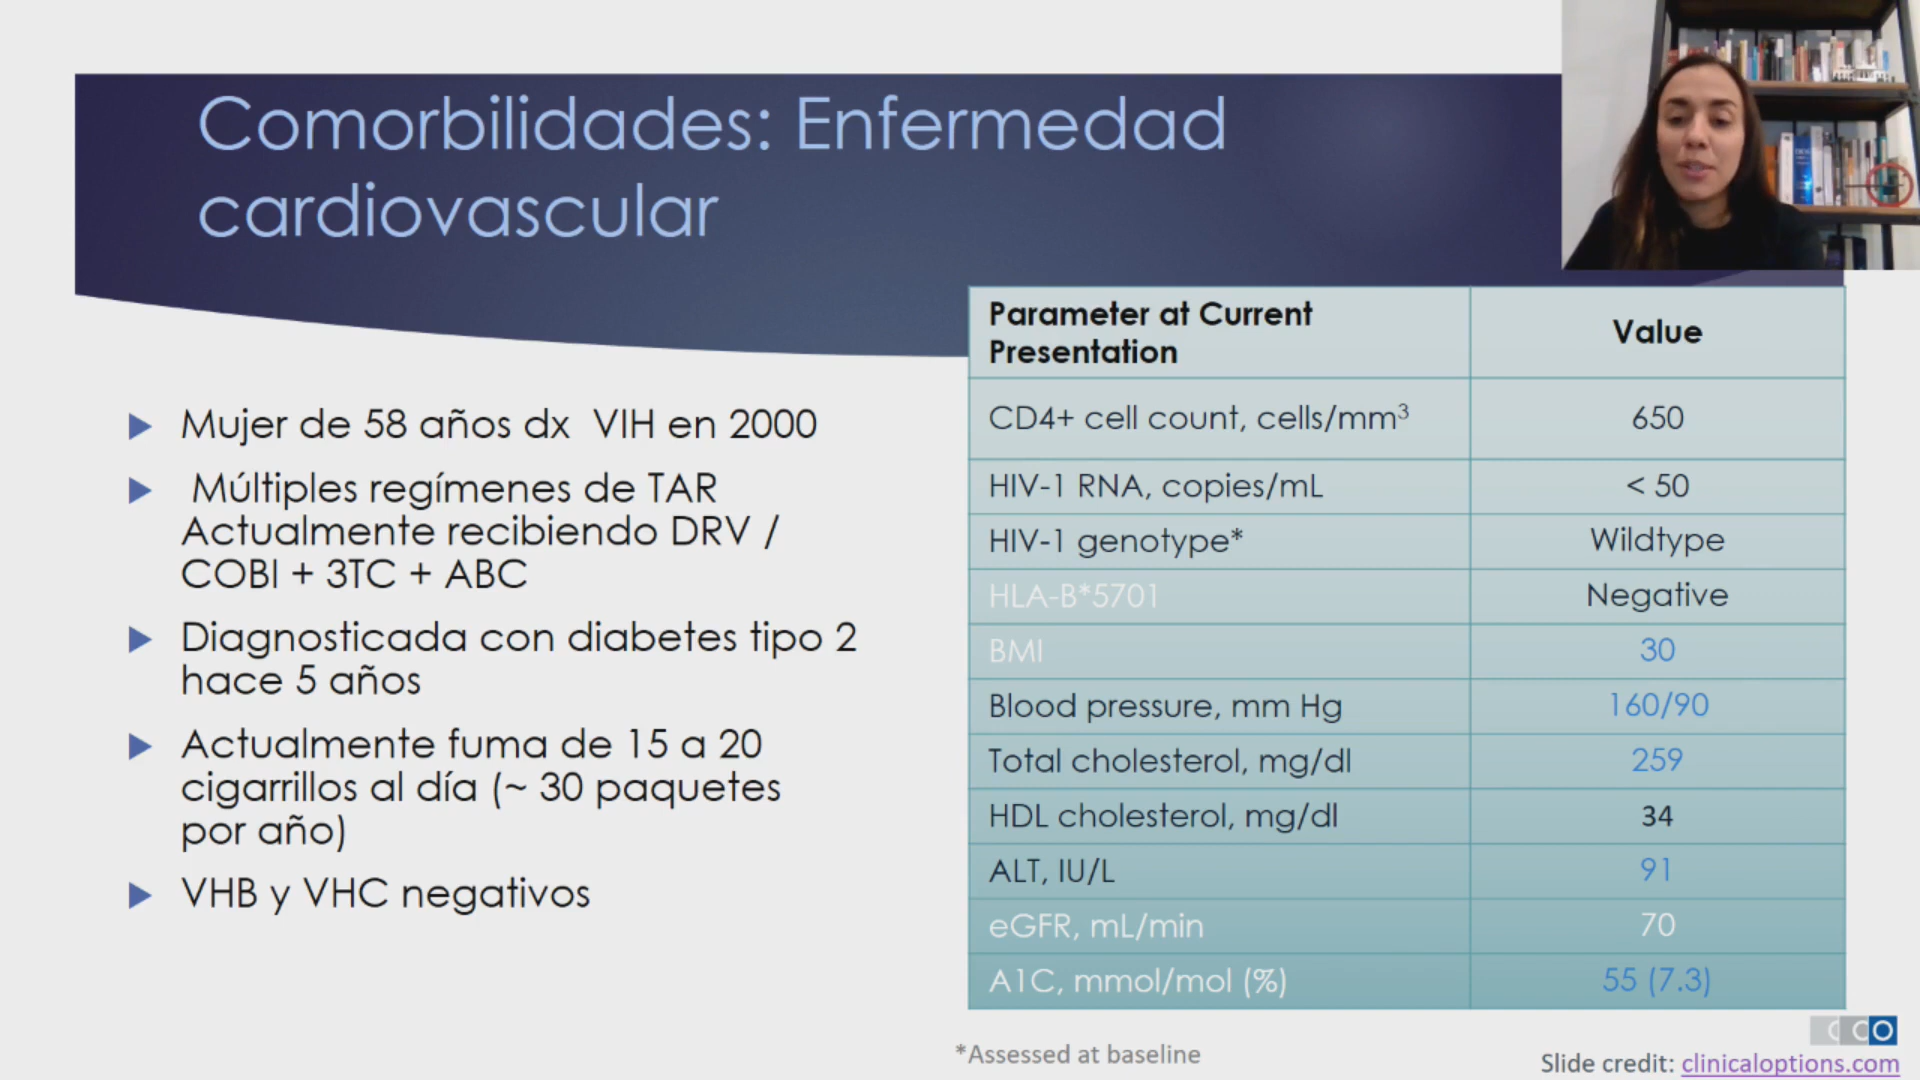 Comorbilidades: Enfermedad
cardiovascular
Mujer de 58 años dx  VIH en 2000
Múltiples regímenes de TAR
Actualmente recibiendo DRV /
COBI + 3TC + ABC
Diagnosticada con diabetes tipo 2
hace 5 años
Actualmente fuma de 15 a 20
cigarrillos al día (~ 30 paquetes
por año)
VHB y VHC negativos
Parameter at Current
Presentation
Value
CD4+ cell count, cells/mm³ 650
HIV-1 RNA, copies/mL < 50
HIV-1 genotype* Wildtype
HLA-B*5701 Negative
BMI 30
Blood pressure, mm Hg 160/90
Total cholesterol, mg/dl 259
HDL cholesterol, mg/dl 34
ALT, IU/L 91
eGFR, mL/min 70
A1C, mmol/mol (%) 55 (7.3)
*Assessed at baseline
CCO
Slide credit: clinicaloptions.com